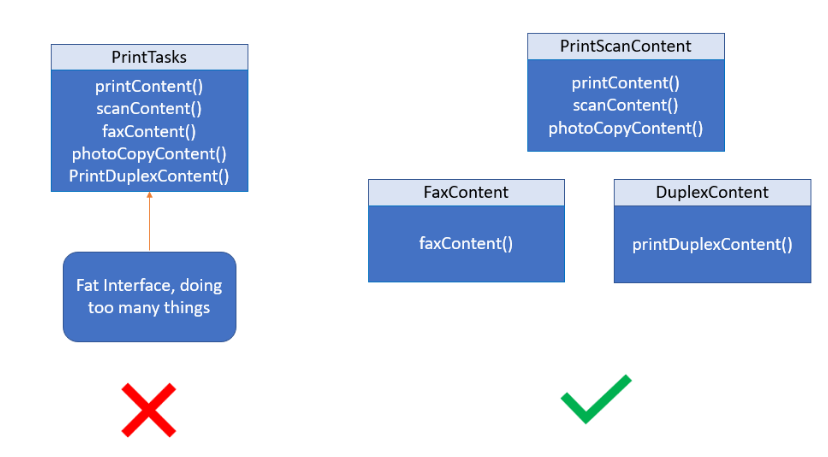 PrintTasks
printContent()
scanContent()
faxContent()
photoCopyContent()
PrintDuplexContent()
Fat Interface, doing
too many things
PrintScanContent
printContent()
scanContent()
photoCopyContent()
FaxContent
faxContent()
DuplexContent
printDuplexContent()